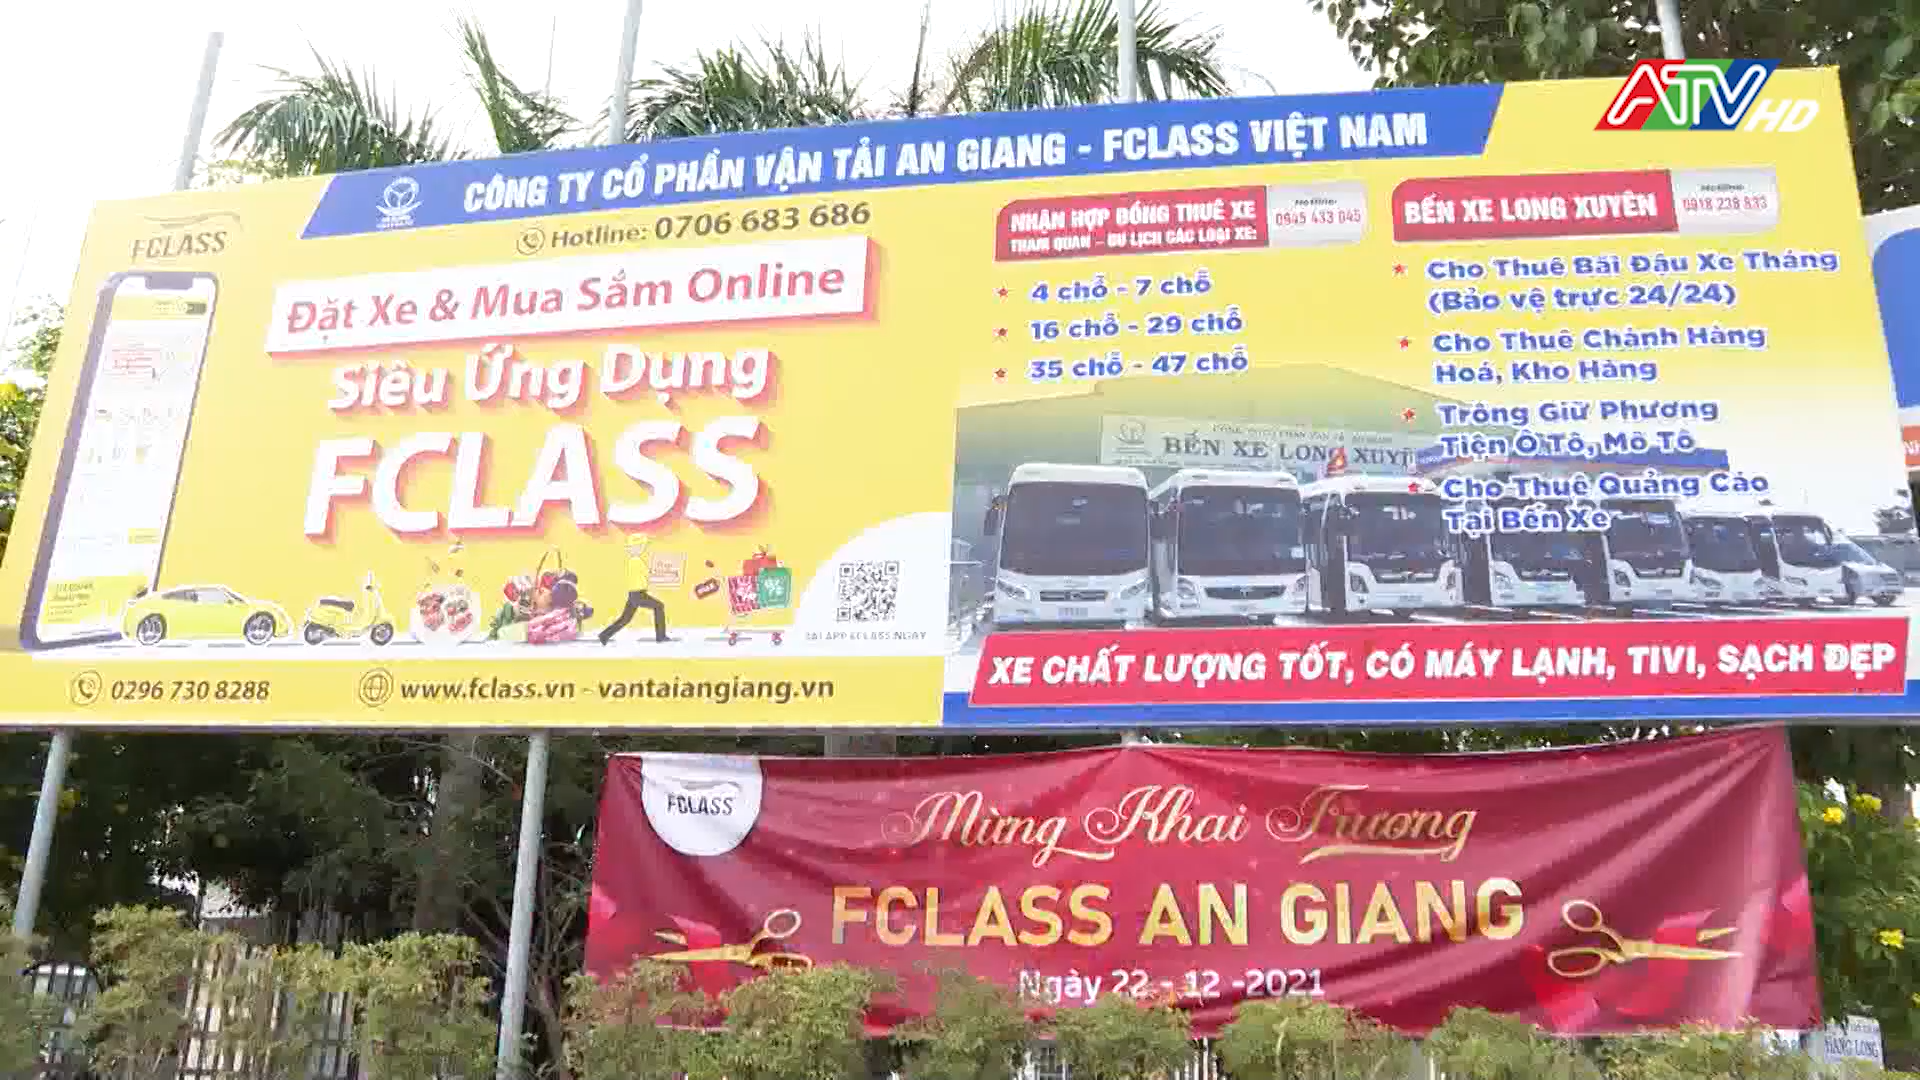 ATV HD
CÔNG TY CỔ PHẦN VẬN TẢI AN GIANG - FCLASS VIỆT NAM
FCLASS
Hotline: 0706 683 686
Đặt Xe & Mua Sắm Online
Siêu Ứng Dụng
FCLASS
TẢI APP FCLASS NGAY
0296 730 8288
www.fclass.vn - vantaiangiang.vn
NHẬN HỢP ĐỒNG THUÊ XE
THAM QUAN - DU LỊCH CÁC LOẠI XE:
Hotline:
0945 433 045
4 chỗ - 7 chỗ
16 chỗ - 29 chỗ
35 chỗ - 47 chỗ
BẾN XE LONG XUYÊN
Hotline:
0918 238 833
Cho Thuê Bãi Đậu Xe Tháng
(Bảo vệ trực 24/24)
Cho Thuê Chành Hàng
Hoá, Kho Hàng
Trông Giữ Phương
Tiện Ô Tô, Mô Tô
Cho Thuê Quảng Cáo
Tại Bến Xe
BẾN XE LONG XUYÊN
XE CHẤT LƯỢNG TỐT, CÓ MÁY LẠNH, TIVI, SẠCH ĐẸP
FCLASS
Mừng Khai Trương
FCLASS AN GIANG
Ngày 22 - 12 -2021